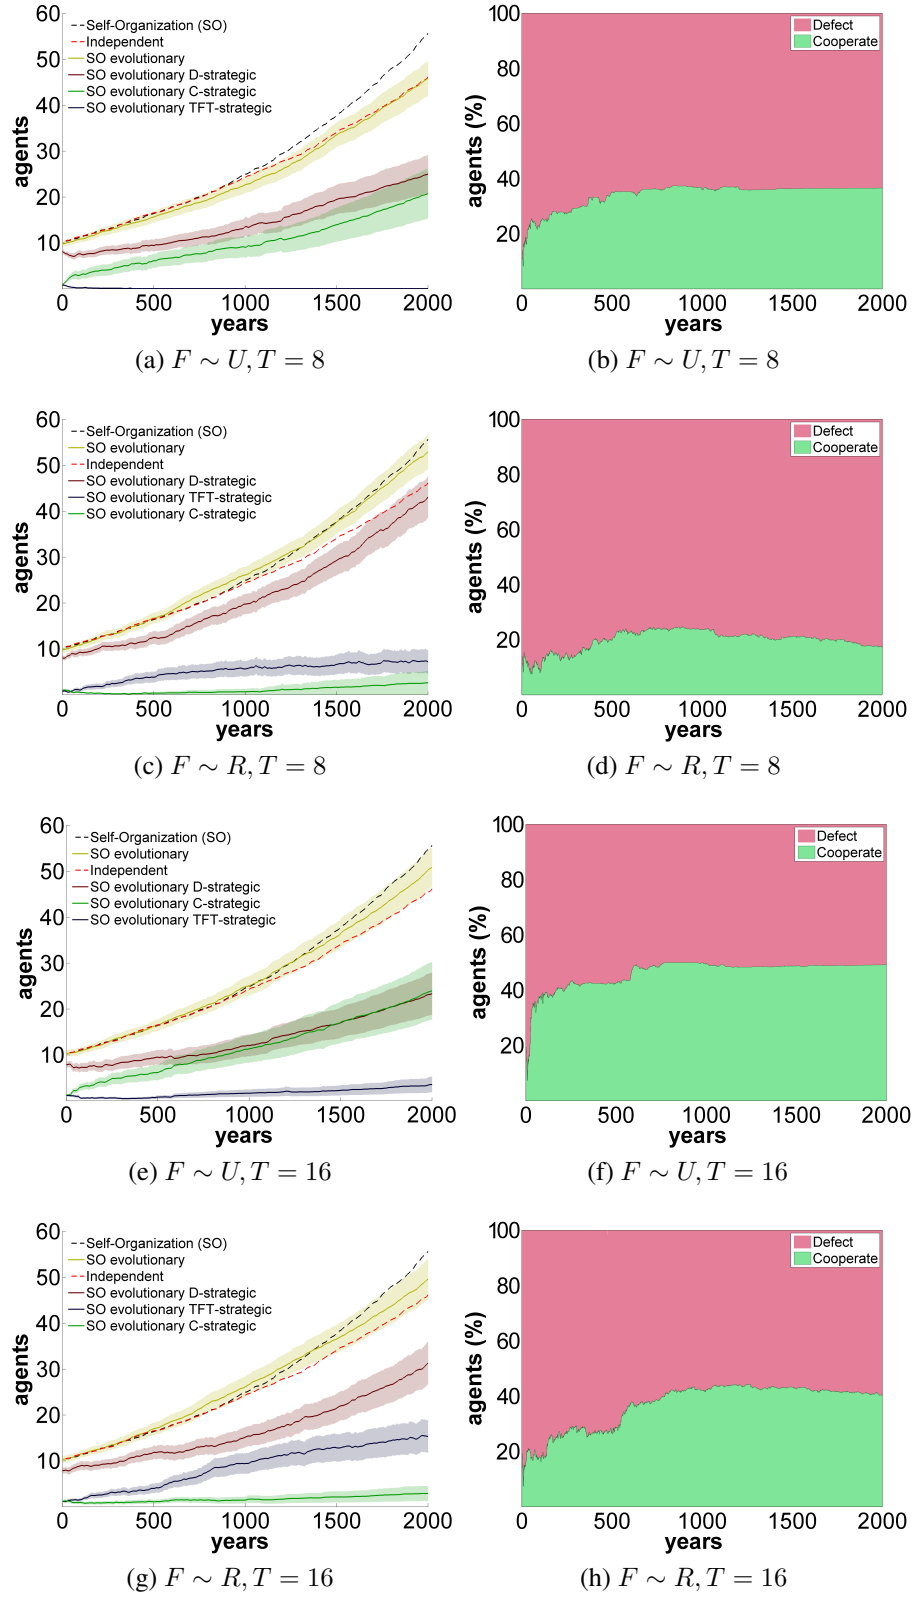 60
50
40
30
20
10
agents
Self-Organization (SO)
Independent
SO evolutionary
SO evolutionary D-strategic
SO evolutionary C-strategic
SO evolutionary TFT-strategic
0 500 1000 1500 2000
years
(a) F ∼ U, T = 8
100
80
60
40
20
agents (%)
Defect
Cooperate
0 500 1000 1500 2000
years
(b) F ∼ U, T = 8
60
50
40
30
20
10
agents
Self-Organization (SO)
SO evolutionary
Independent
SO evolutionary D-strategic
SO evolutionary TFT-strategic
SO evolutionary C-strategic
0 500 1000 1500 2000
years
(c) F ∼ R, T = 8
100
80
60
40
20
agents (%)
Defect
Cooperate
0 500 1000 1500 2000
years
(d) F ∼ R, T = 8
60
50
40
30
20
10
agents
Self-Organization (SO)
SO evolutionary
Independent
SO evolutionary D-strategic
SO evolutionary C-strategic
SO evolutionary TFT-strategic
0 500 1000 1500 2000
years
(e) F ∼ U, T = 16
100
80
60
40
20
agents (%)
Defect
Cooperate
0 500 1000 1500 2000
years
(f) F ∼ U, T = 16
60
50
40
30
20
10
agents
Self-Organization (SO)
SO evolutionary
Independent
SO evolutionary D-strategic
SO evolutionary TFT-strategic
SO evolutionary C-strategic
0 500 1000 1500 2000
years
(g) F ∼ R, T = 16
100
80
60
40
20
agents (%)
Defect
Cooperate
0 500 1000 1500 2000
years
(h) F ∼ R, T = 16